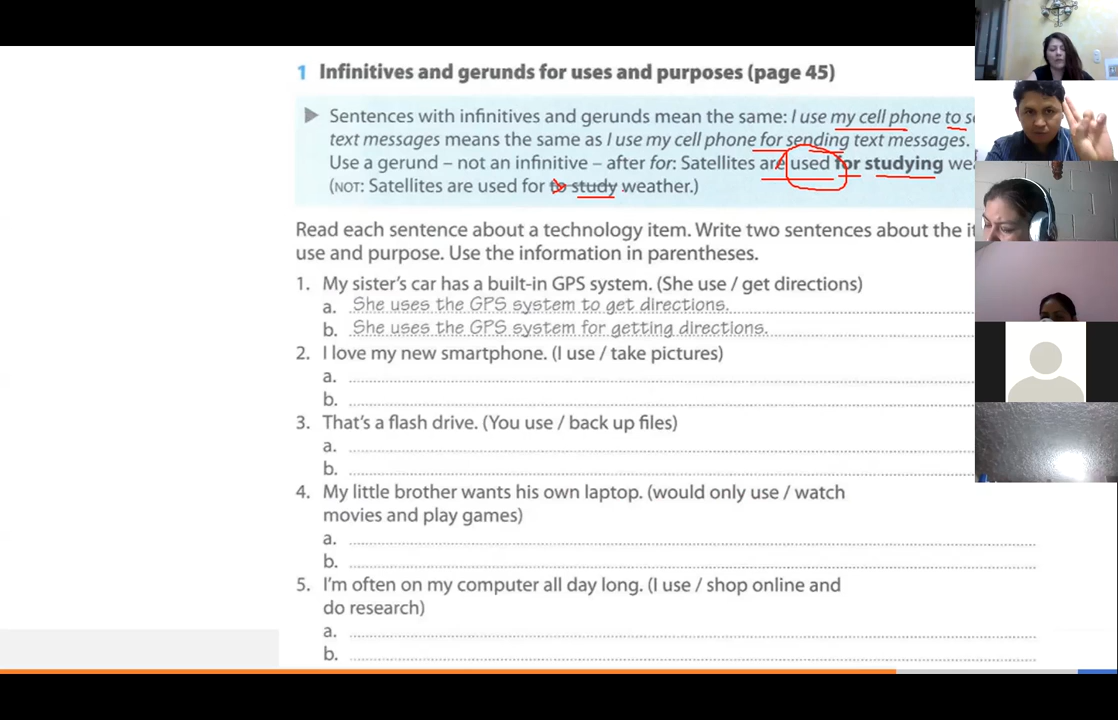 1 Infinitives and gerunds for uses and purposes (page 45)
▶ Sentences with infinitives and gerunds mean the same: I use my cell phone to
text messages means the same as I use my cell phone for sending text messages.
Use a gerund – not an infinitive – after for: Satellites are used for studying
(NOT: Satellites are used for to study weather.)
Read each sentence about a technology item. Write two sentences about the
use and purpose. Use the information in parentheses.
1. My sister's car has a built-in GPS system. (She use / get directions)
a. She uses the GPS system to get directions.
b. She uses the GPS system for getting directions.
2. I love my new smartphone. (I use / take pictures)
a.
b.
3. That's a flash drive. (You use / back up files)
a.
b.
4. My little brother wants his own laptop. (would only use / watch
movies and play games)
a.
b.
5. I'm often on my computer all day long. (I use / shop online and
do research)
a.
b.